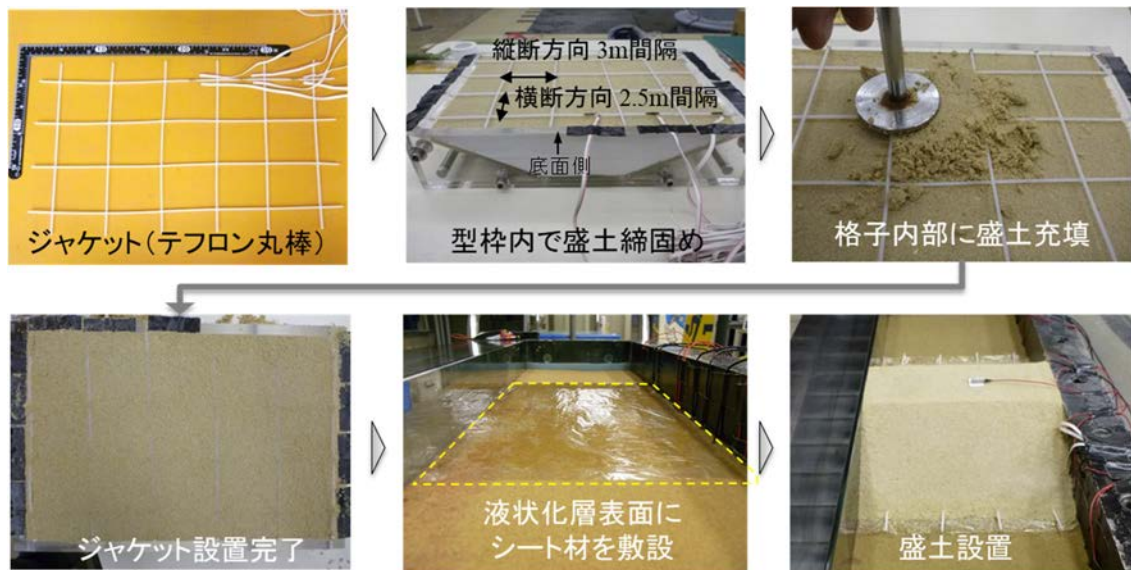 ジャケット(テフロン丸棒)
縦断方向 3m間隔
横断方向 2.5m間隔
底面側
型枠内で盛土締固め
格子内部に盛土充填
ジャケット設置完了
液状化層表面に
シート材を敷設
盛土設置